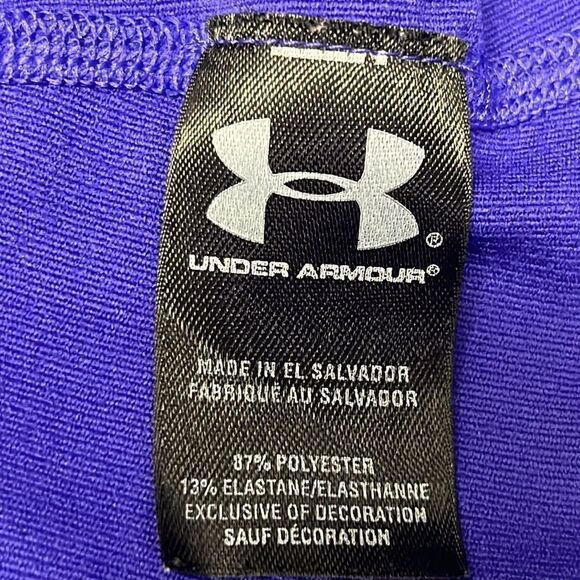 ®
UNDER ARMOUR®
MADE IN EL SALVADOR
FABRIQUÉ AU SALVADOR
87% POLYESTER
13% ELASTANE/ELASTHANNE
EXCLUSIVE OF DECORATION
SAUF DÉCORATION